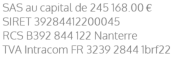 SAS au capital de 245 168.00 €
SIRET 39284412200045
RCS B392 844 122 Nanterre
TVA Intracom FR 3239 2844 1brf22